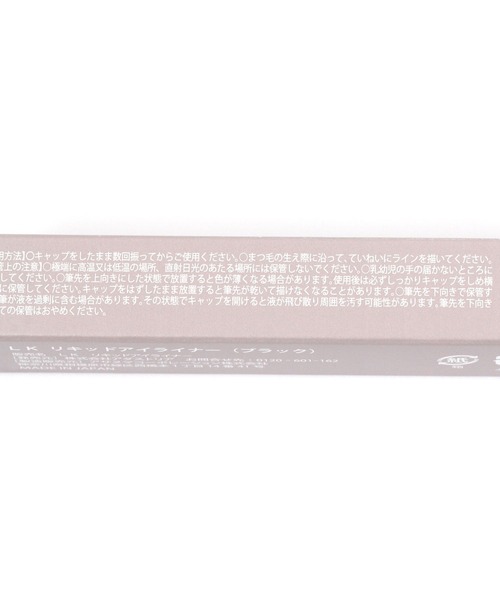 用方法】〇キャップをしたまま数回振ってからご使用ください。〇まつ毛の生え際に沿って、ていねいにラインを描いてください。
管上の注意】〇極端に高温又は低温の場所、直射日光のあたる場所には保管しないでください。〇乳幼児の手の届かないところに
してください。〇筆先を上向きにした状態で放置すると色が薄くなる場合があります。使用後は必ずしっかりキャップをしめ横
に保管してください。キャップをはずしたまま放置すると筆先が乾いて描けなくなることがあります。〇筆先を下向きで保管す
筆が液を過剰に含む場合があります。その状態でキャップを開けると液が飛び散り周囲を汚す可能性があります。筆先を下向き
ての保管はおやめください。
LK リキッドアイライナー （ブラック）
MADE IN JAPAN